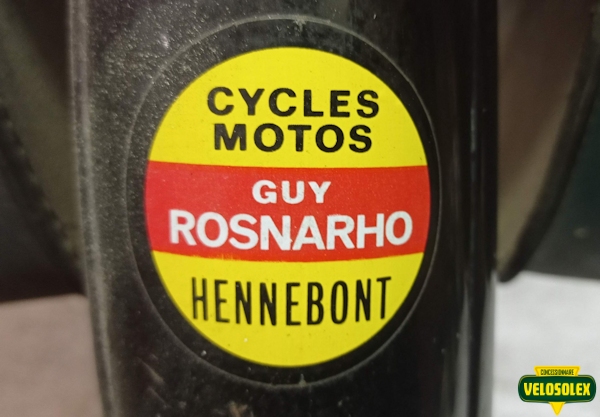 CYCLES
MOTOS
GUY
ROSNARHO
HENNEBONT
CONCESSIONNAIRE
VELOSOLEX